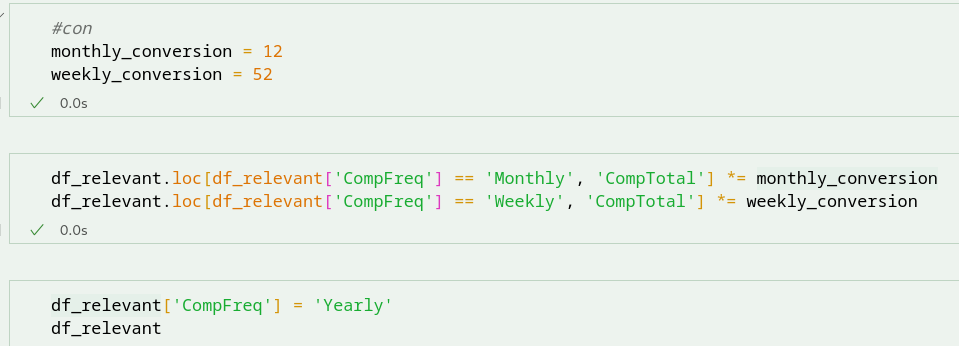 #con
monthly_conversion = 12
weekly_conversion = 52
0.0s
df_relevant.loc[df_relevant['CompFreq'] == 'Monthly', 'CompTotal'] *= monthly_conversion
df_relevant.loc[df_relevant['CompFreq'] == 'Weekly', 'CompTotal'] *= weekly_conversion
0.0s
df_relevant['CompFreq'] = 'Yearly'
df_relevant